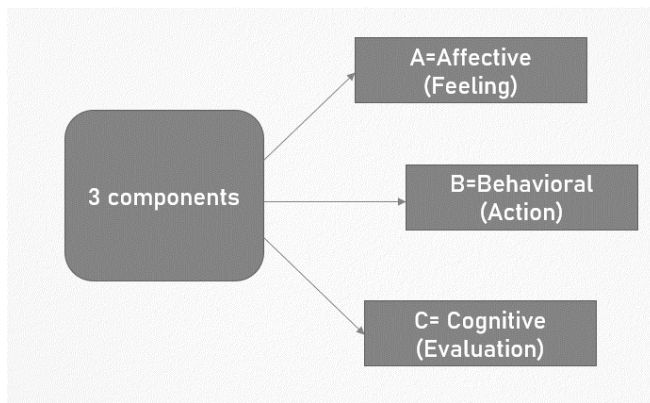 3 components
A=Affective
(Feeling)
B=Behavioral
(Action)
C= Cognitive
(Evaluation)